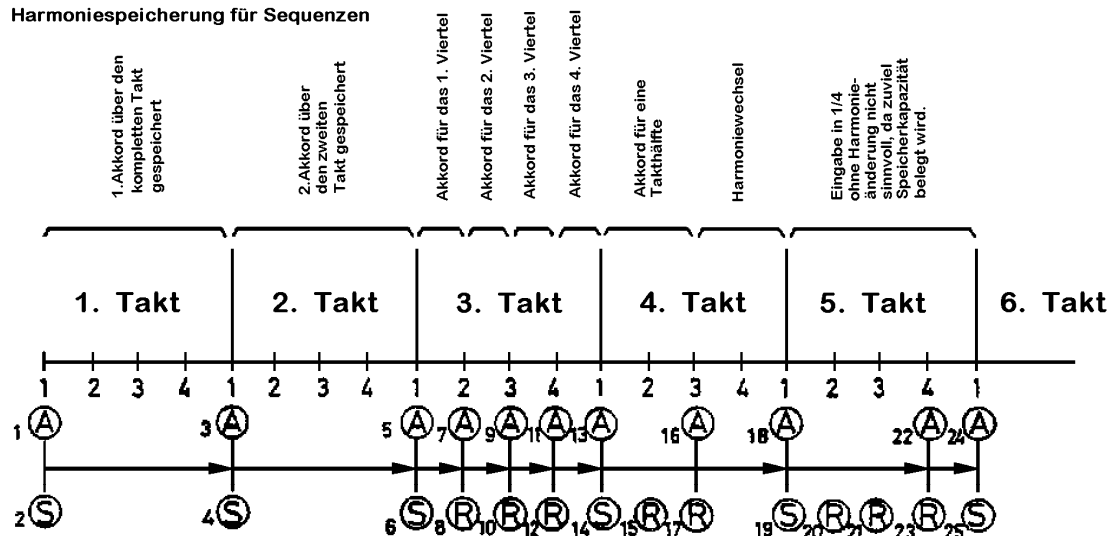 Harmoniespeicherung für Sequenzen
1.Akkord über den
kompletten Takt
gespeichert
2.Akkord über
den zweiten
Takt gespeichert
Akkord für das 1. Viertel
Akkord für das 2. Viertel
Akkord für das 3. Viertel
Akkord für das 4. Viertel
Akkord für eine
Takthälfte
Harmoniewechsel
Eingabe in 1/4
ohne Harmonie-
änderung nicht
sinnvoll, da zuviel
Speicherkapazität
belegt wird.
1. Takt 2. Takt 3. Takt 4. Takt 5. Takt 6. Takt
1 2 3 4 1 2 3 4 1 2 3 4 1 2 3 4 1 2 3 4 1
1 A 3 A 5 A 7 A 9 A 11 A 13 A 16 A 18 A 22 A 24 A
2 S 4 S 6 S 8 R 10 R 12 R 14 S 15 R 17 R 19 S 20 R 21 R 23 R 25 S